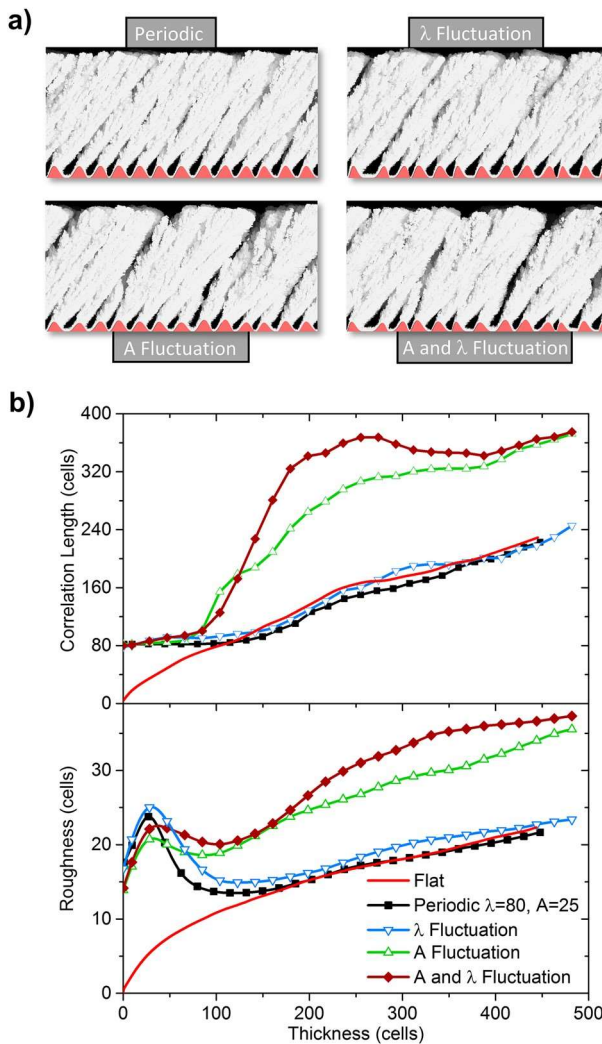 a)
Periodic
λ Fluctuation
A Fluctuation
A and λ Fluctuation
b)
400
320
240
160
80
0
Correlation Length (cells)
30
20
10
0
Roughness (cells)
Flat
Periodic λ=80, A=25
λ Fluctuation
A Fluctuation
A and λ Fluctuation
0
100
200
300
400
500
Thickness (cells)